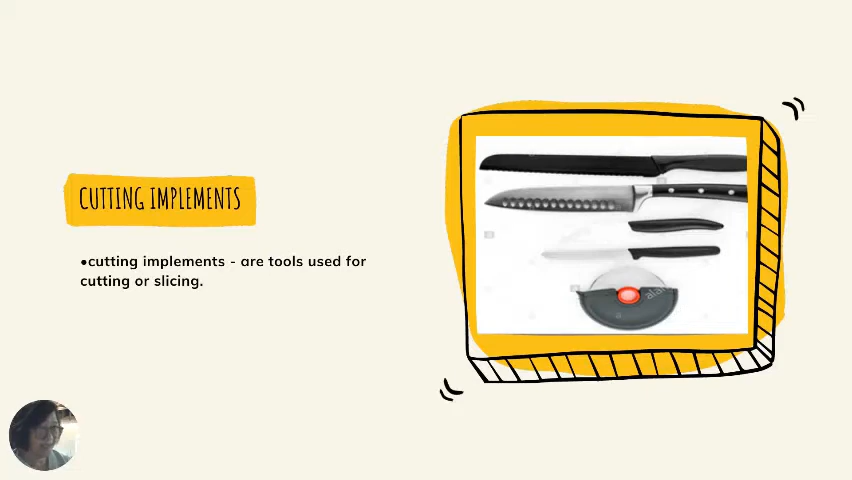 CUTTING IMPLEMENTS
•cutting implements - are tools used for
cutting or slicing.